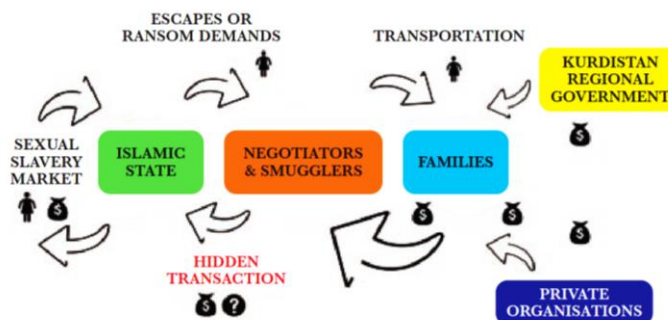 ESCAPES OR
RANSOM DEMANDS
TRANSPORTATION
KURDISTAN
REGIONAL
GOVERNMENT
SEXUAL
SLAVERY
MARKET
ISLAMIC
STATE
NEGOTIATORS
& SMUGGLERS
FAMILIES
HIDDEN
TRANSACTION
PRIVATE
ORGANISATIONS